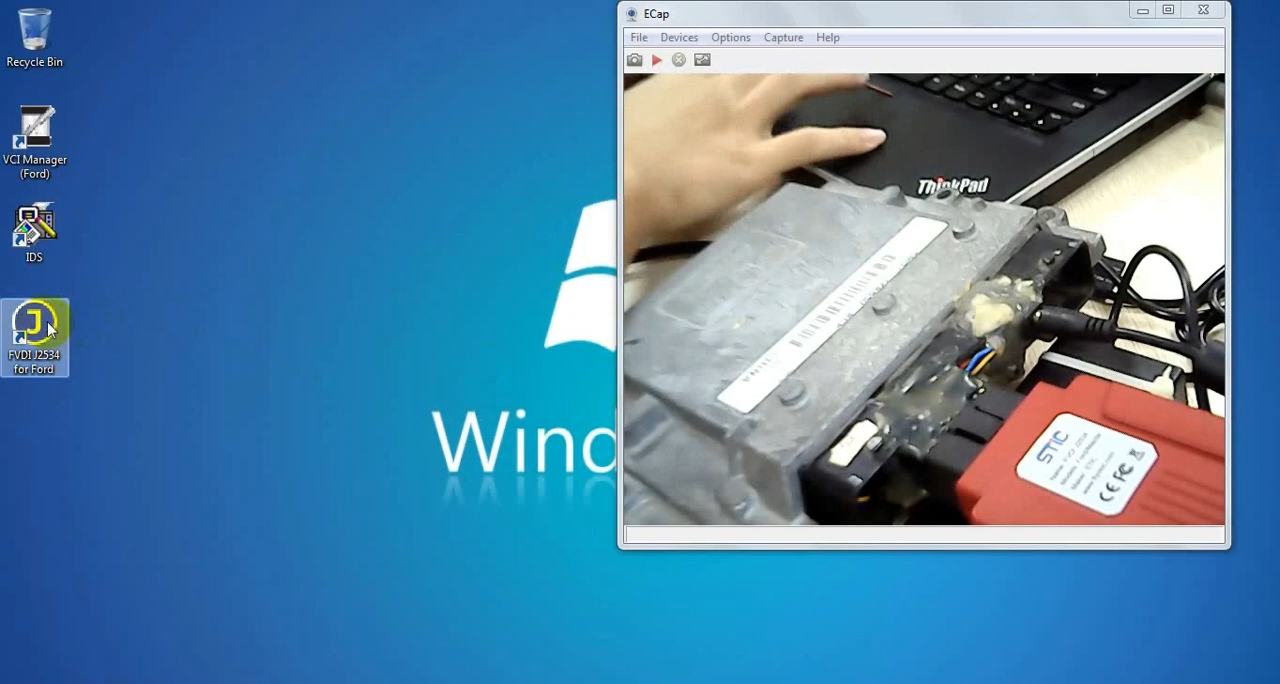 Recycle Bin
VCI Manager
(Ford)
IDS
J
FVDI J2534
for Ford
Wind
ECap
File Devices Options Capture Help
ThinkPad
STIC
CE FC